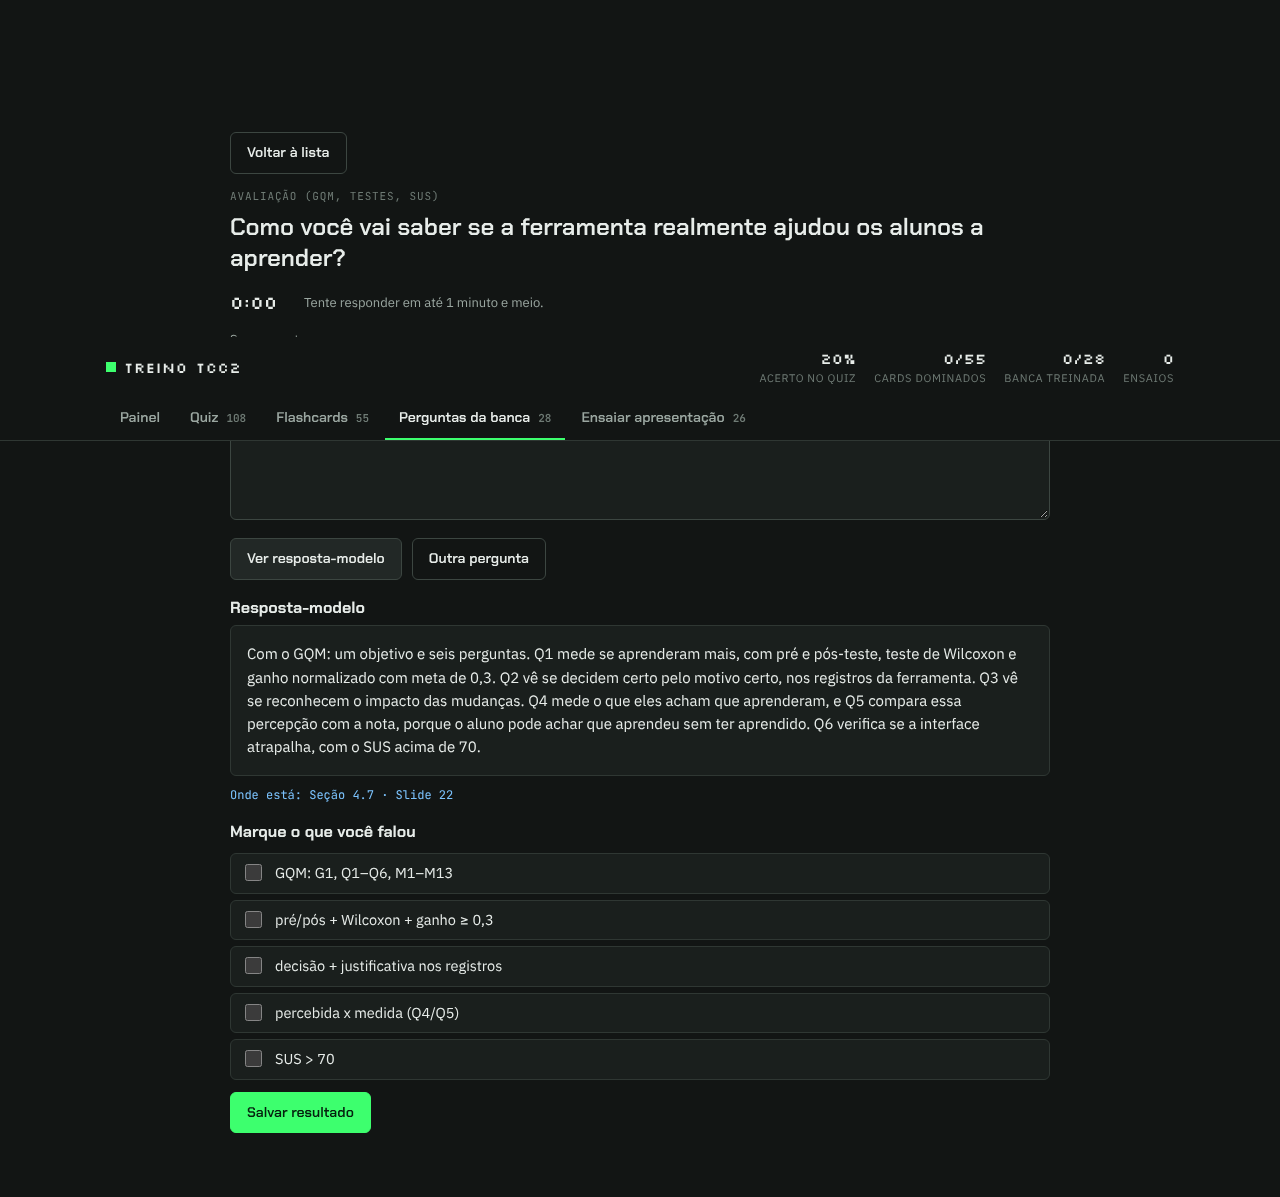 Voltar à lista
AVALIAÇÃO (GQM, TESTES, SUS)
Como você vai saber se a ferramenta realmente ajudou os alunos a
aprender?
0:00 Tente responder em até 1 minuto e meio.
TREINO TCC2
20% 0/55 0/28 0
ACERTO NO QUIZ CARDS DOMINADOS BANCA TREINADA ENSAIOS
Painel Quiz 108 Flashcards 55 Perguntas da banca 28 Ensaiar apresentação 26
Ver resposta-modelo Outra pergunta
Resposta-modelo
Com o GQM: um objetivo e seis perguntas. Q1 mede se aprenderam mais, com pré e pós-teste, teste de Wilcoxon e
ganho normalizado com meta de 0,3. Q2 vê se decidem certo pelo motivo certo, nos registros da ferramenta. Q3 vê
se reconhecem o impacto das mudanças. Q4 mede o que eles acham que aprenderam, e Q5 compara essa
percepção com a nota, porque o aluno pode achar que aprendeu sem ter aprendido. Q6 verifica se a interface
atrapalha, com o SUS acima de 70.
Onde está: Seção 4.7 · Slide 22
Marque o que você falou
GQM: G1, Q1–Q6, M1–M13
pré/pós + Wilcoxon + ganho ≥ 0,3
decisão + justificativa nos registros
percebida x medida (Q4/Q5)
SUS > 70
Salvar resultado